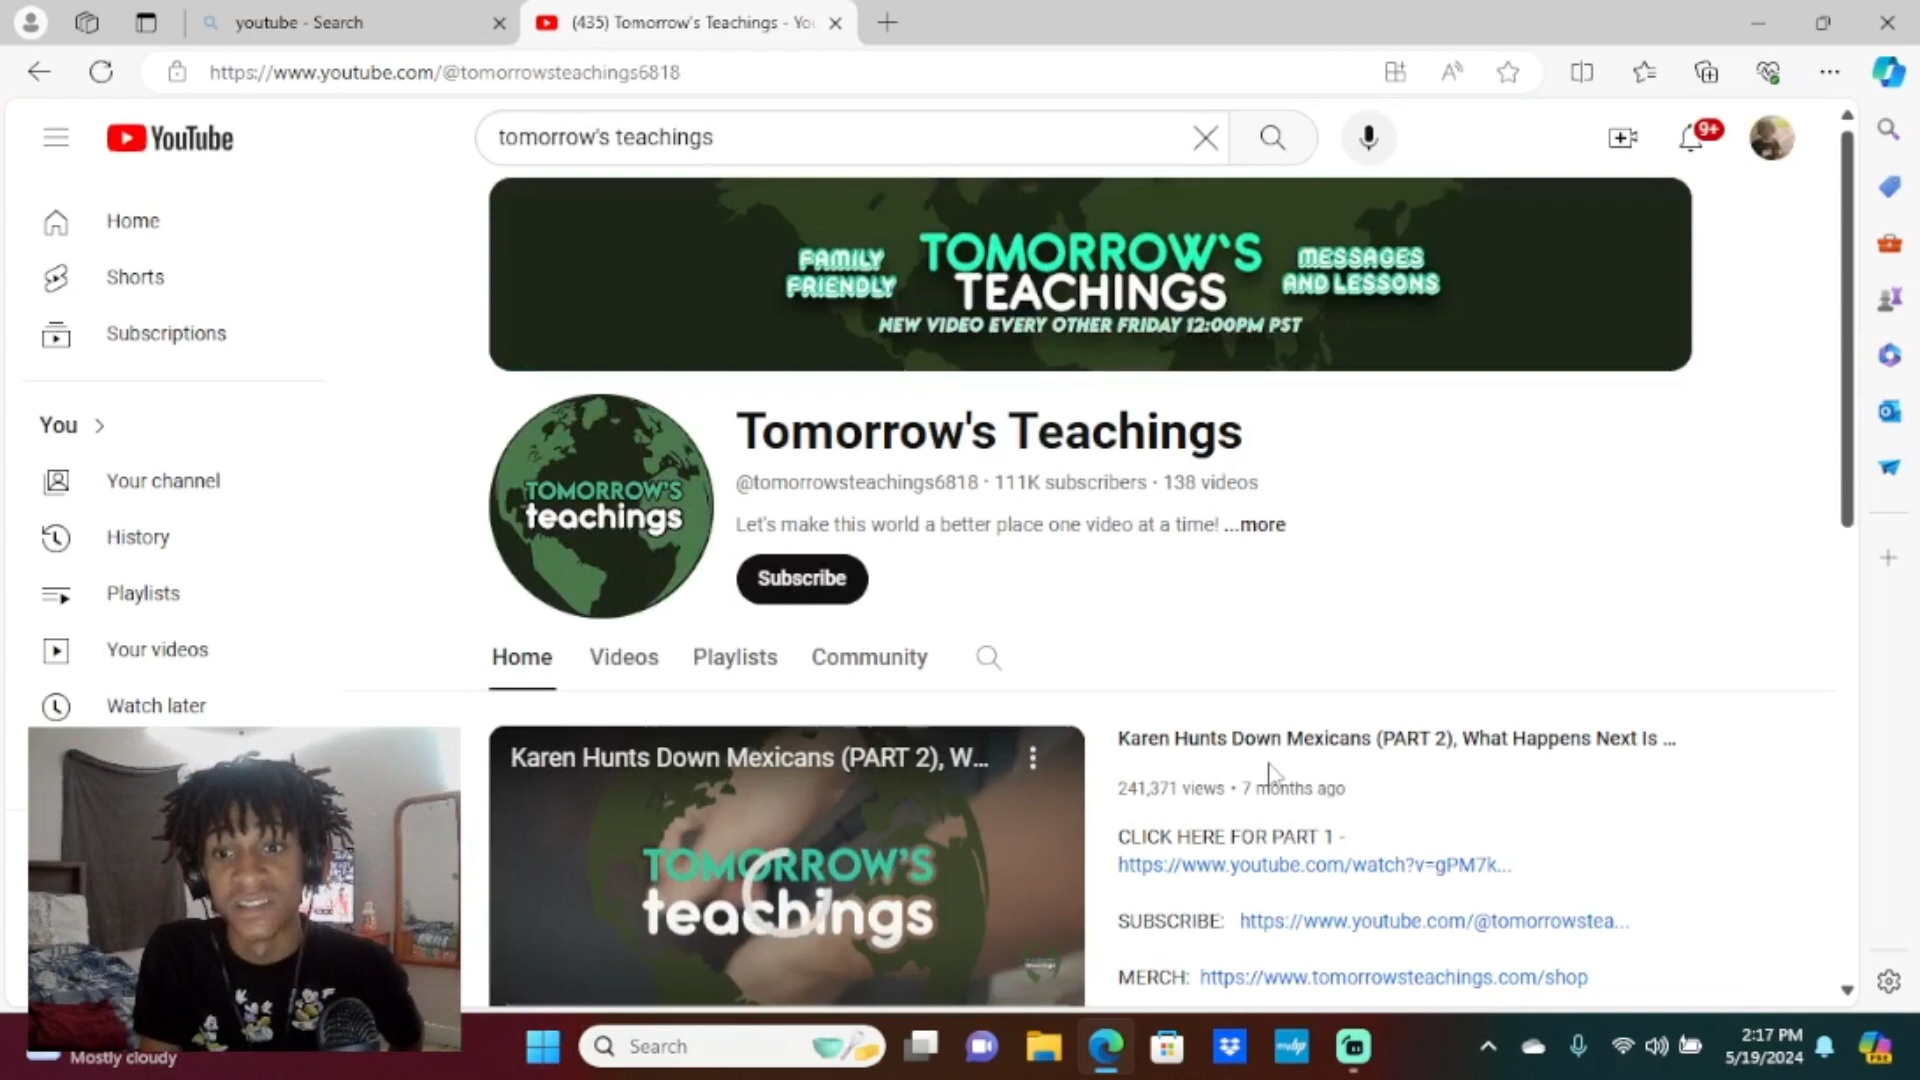 youtube - Search
(435) Tomorrow's Teachings - You
https://www.youtube.com/@tomorrowsteachings6818
YouTube
tomorrow's teachings
9+
Home
Shorts
Subscriptions
You
Your channel
History
Playlists
Your videos
Watch later
FAMILY FRIENDLY
TOMORROW'S TEACHINGS
MESSAGES AND LESSONS
NEW VIDEO EVERY OTHER FRIDAY 12:00PM PST
TOMORROW'S
teachings
Tomorrow's Teachings
@tomorrowsteachings6818 · 111K subscribers · 138 videos
Let's make this world a better place one video at a time! ...more
Subscribe
Home Videos Playlists Community
Karen Hunts Down Mexicans (PART 2), W...
TOMORROW'S
teachings
Karen Hunts Down Mexicans (PART 2), What Happens Next Is ...
241,371 views • 7 months ago
CLICK HERE FOR PART 1 -
https://www.youtube.com/watch?v=gPM7k...
SUBSCRIBE: https://www.youtube.com/@tomorrowstea...
MERCH: https://www.tomorrowsteachings.com/shop
Mostly cloudy
Search
myhp
2:17 PM
5/19/2024
PRE